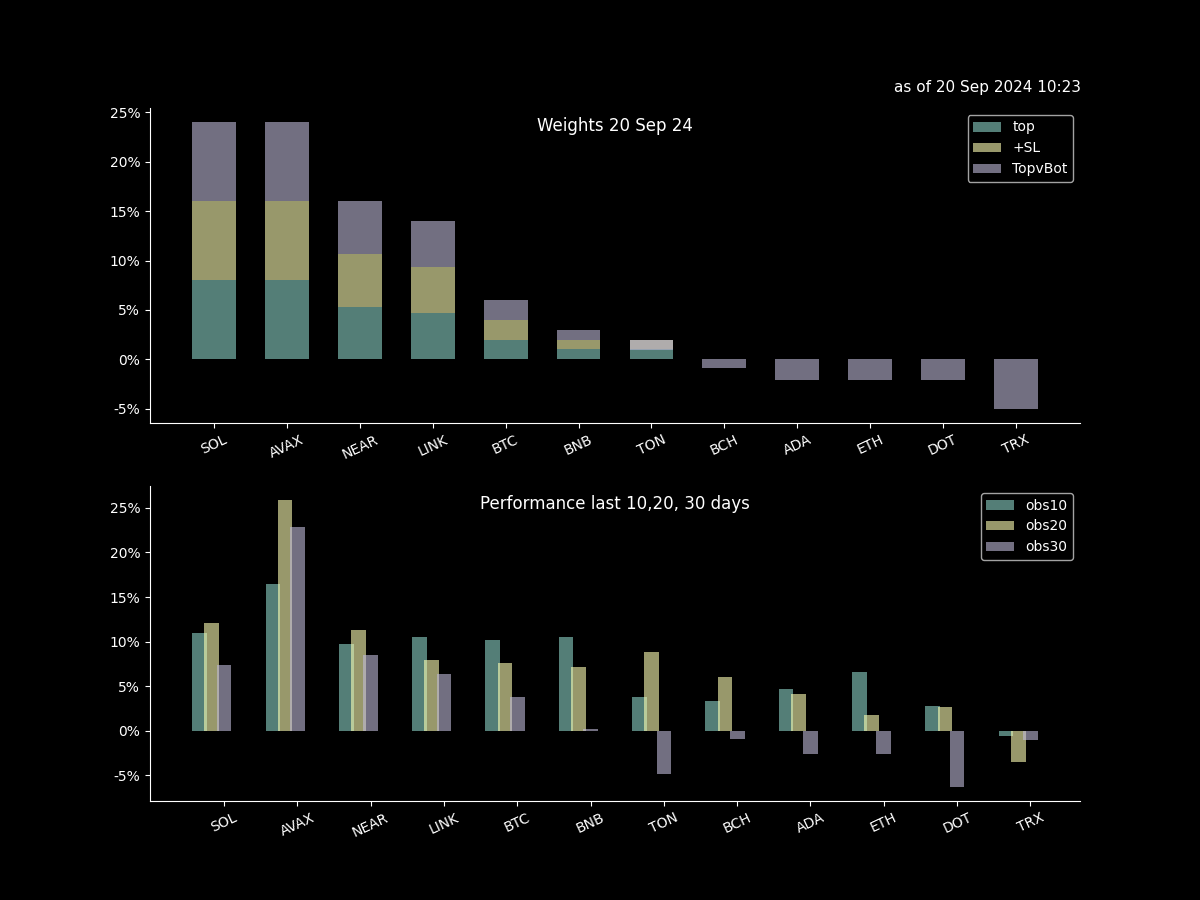 as of 20 Sep 2024 10:23
Weights 20 Sep 24
top
+SL
TopvBot
25%
20%
15%
10%
5%
0%
-5%
SOL AVAX NEAR LINK BTC BNB TON BCH ADA ETH DOT TRX
Performance last 10,20, 30 days
obs10
obs20
obs30
25%
20%
15%
10%
5%
0%
-5%
SOL AVAX NEAR LINK BTC BNB TON BCH ADA ETH DOT TRX